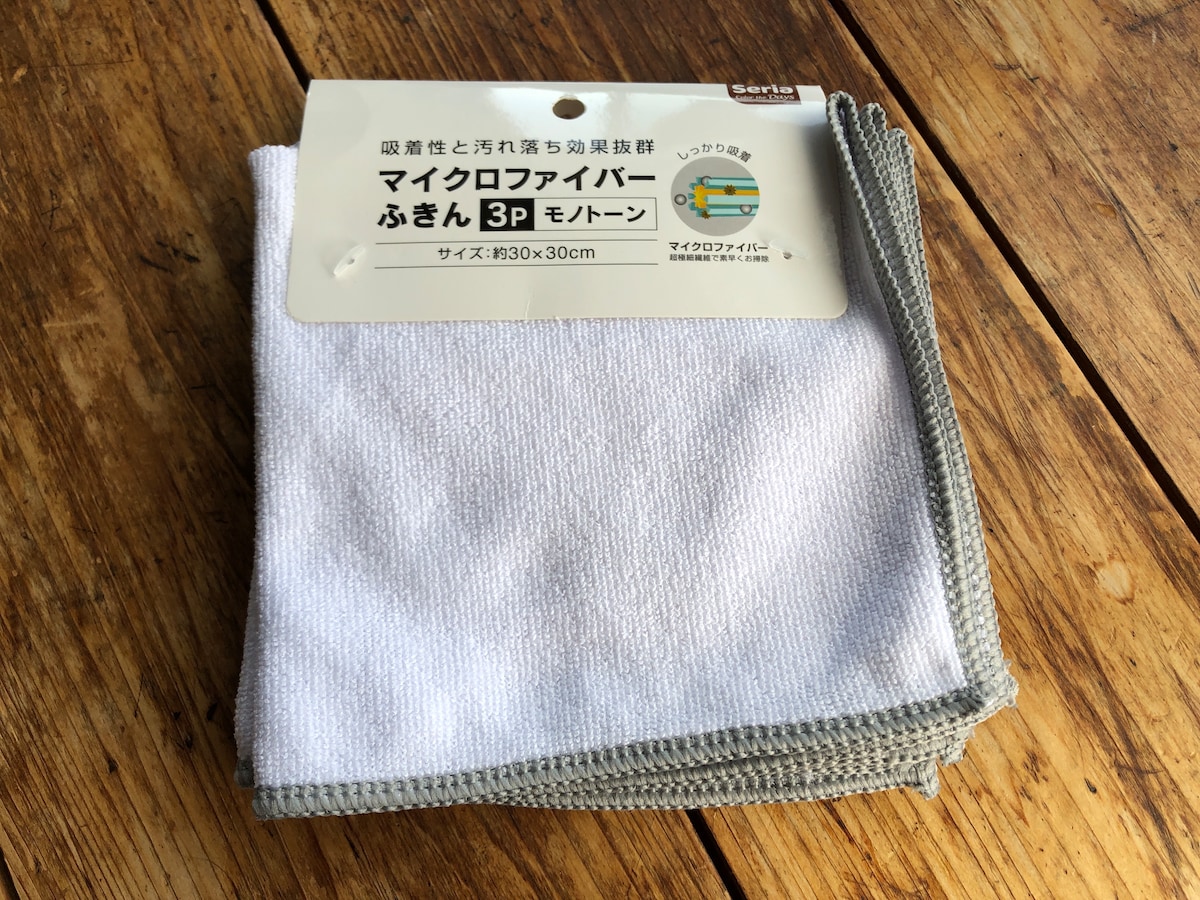 Seria
Color the Days
吸着性と汚れ落ち効果抜群
マイクロファイバー
ふきん 3P モノトーン
サイズ:約30×30cm
しっかり吸着
マイクロファイバー
超極細繊維で素早くお掃除